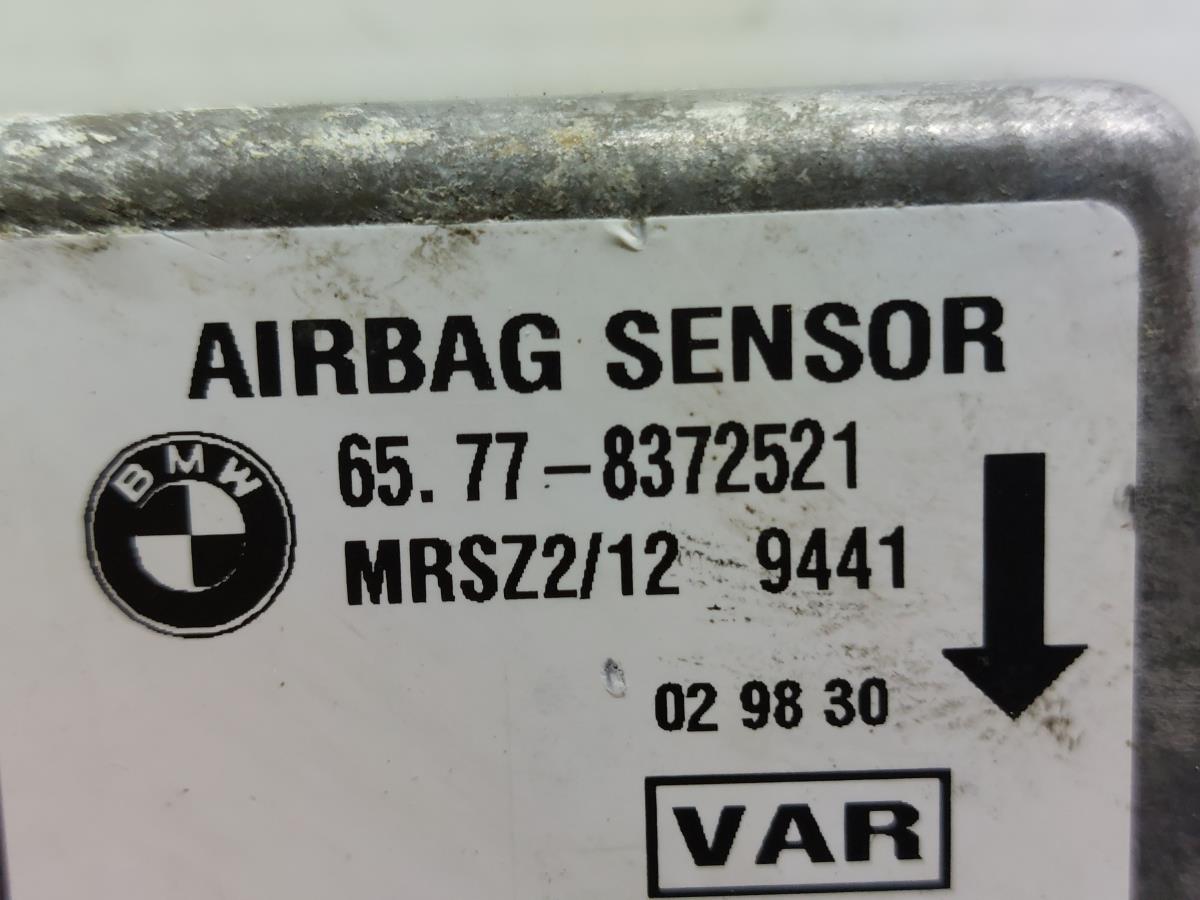 AIRBAG SENSOR
BMW
65.77-8372521
MRSZ2/12 9441
02 98 30
VAR